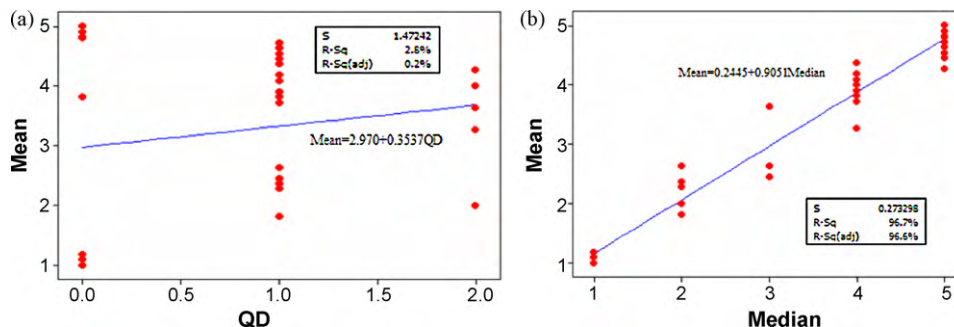 (a)
5
4
3
2
1
Mean
S 1.47242
R-Sq 2.8%
R-Sq(adj) 0.2%
Mean=2.970+0.3537QD
0.0 0.5 1.0 1.5 2.0
QD
(b)
5
4
3
2
1
Mean
Mean=0.2445+0.9051Median
S 0.273298
R-Sq 96.7%
R-Sq(adj) 96.6%
1 2 3 4 5
Median